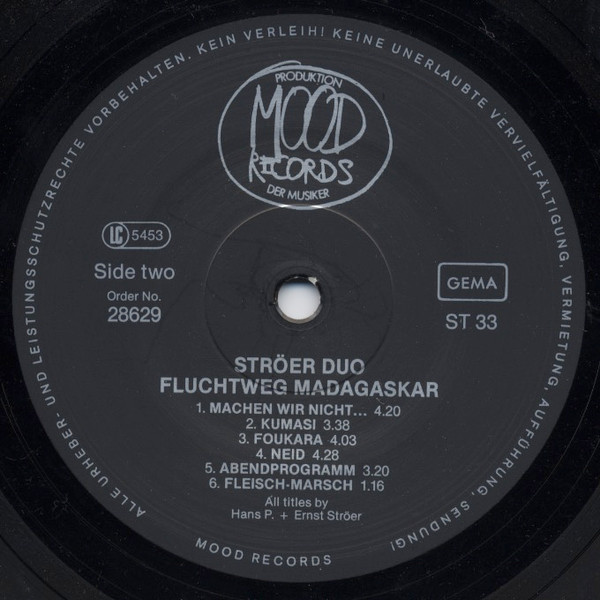 ALLE URHEBER- UND LEISTUNGSSCHUTZRECHTE VORBEHALTEN. KEIN VERLEIH! KEINE UNERLAUBTE VERVIELFÄLTIGUNG, VERMIETUNG, AUFFÜHRUNG, SENDUNG!
PRODUKTION
MOOD
RECORDS
DER MUSIKER
LC 5453
Side two
Order No.
28629
GEMA
ST 33
STRÖER DUO
FLUCHTWEG MADAGASKAR
1. MACHEN WIR NICHT... 4.20
2. KUMASI 3.38
3. FOUKARA 4.03
4. NEID 4.28
5. ABENDPROGRAMM 3.20
6. FLEISCH-MARSCH 1.16
All titles by
Hans P. + Ernst Ströer
MOOD RECORDS